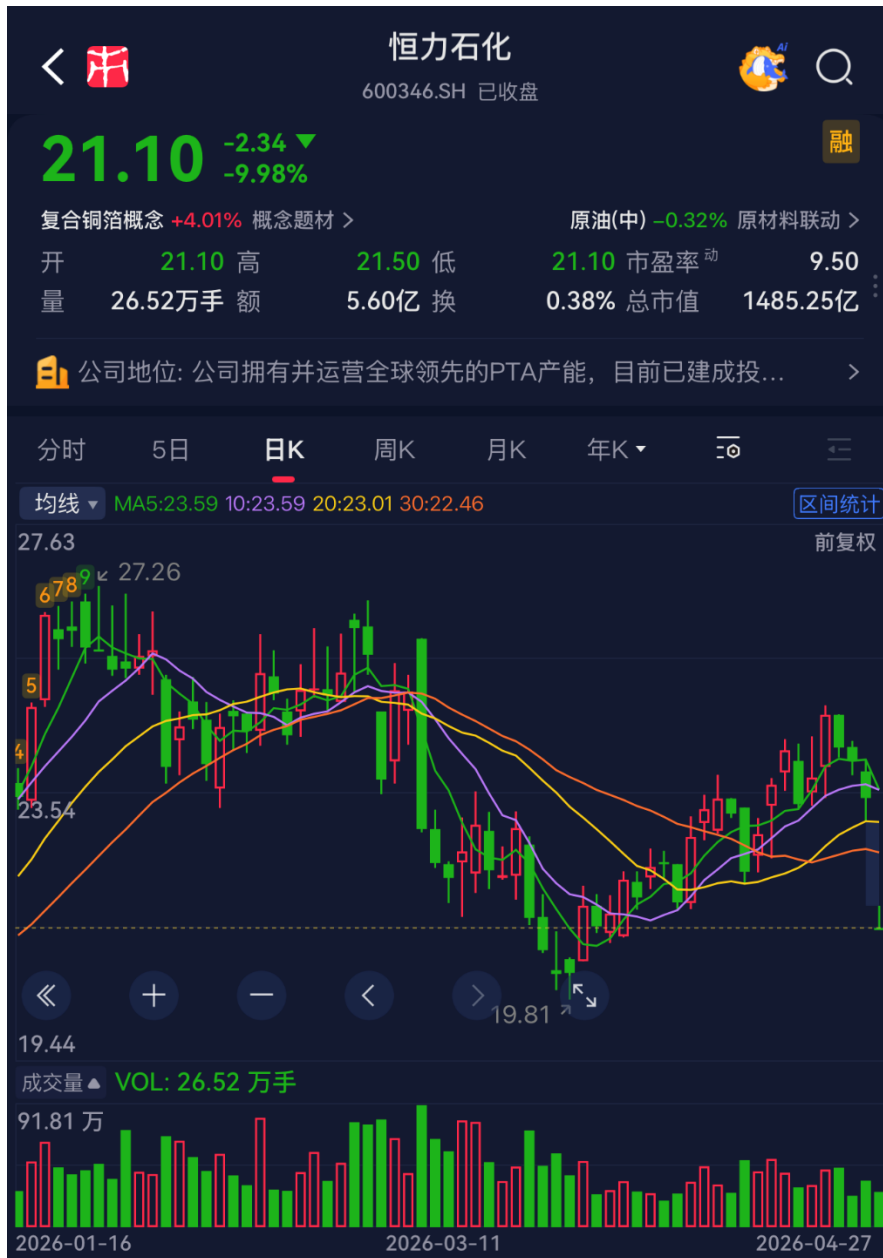 恒力石化
600346.SH 已收盘
AI
21.10 -2.34
-9.98%
融
复合铜箔概念 +4.01% 概念题材 原油(中) -0.32% 原材料联动
开 21.10 高 21.50 低 21.10 市盈率动 9.50
量 26.52万手 额 5.60亿 换 0.38% 总市值 1485.25亿
公司地位: 公司拥有并运营全球领先的PTA产能，目前已建成投...
分时 5日 日K 周K 月K 年K
均线 MA5:23.59 10:23.59 20:23.01 30:22.46 区间统计
27.63 前复权
6 7 8 9 27.26
5
4
23.54
19.81
19.44
成交量 VOL: 26.52 万手
91.81 万
2026-01-16 2026-03-11 2026-04-27